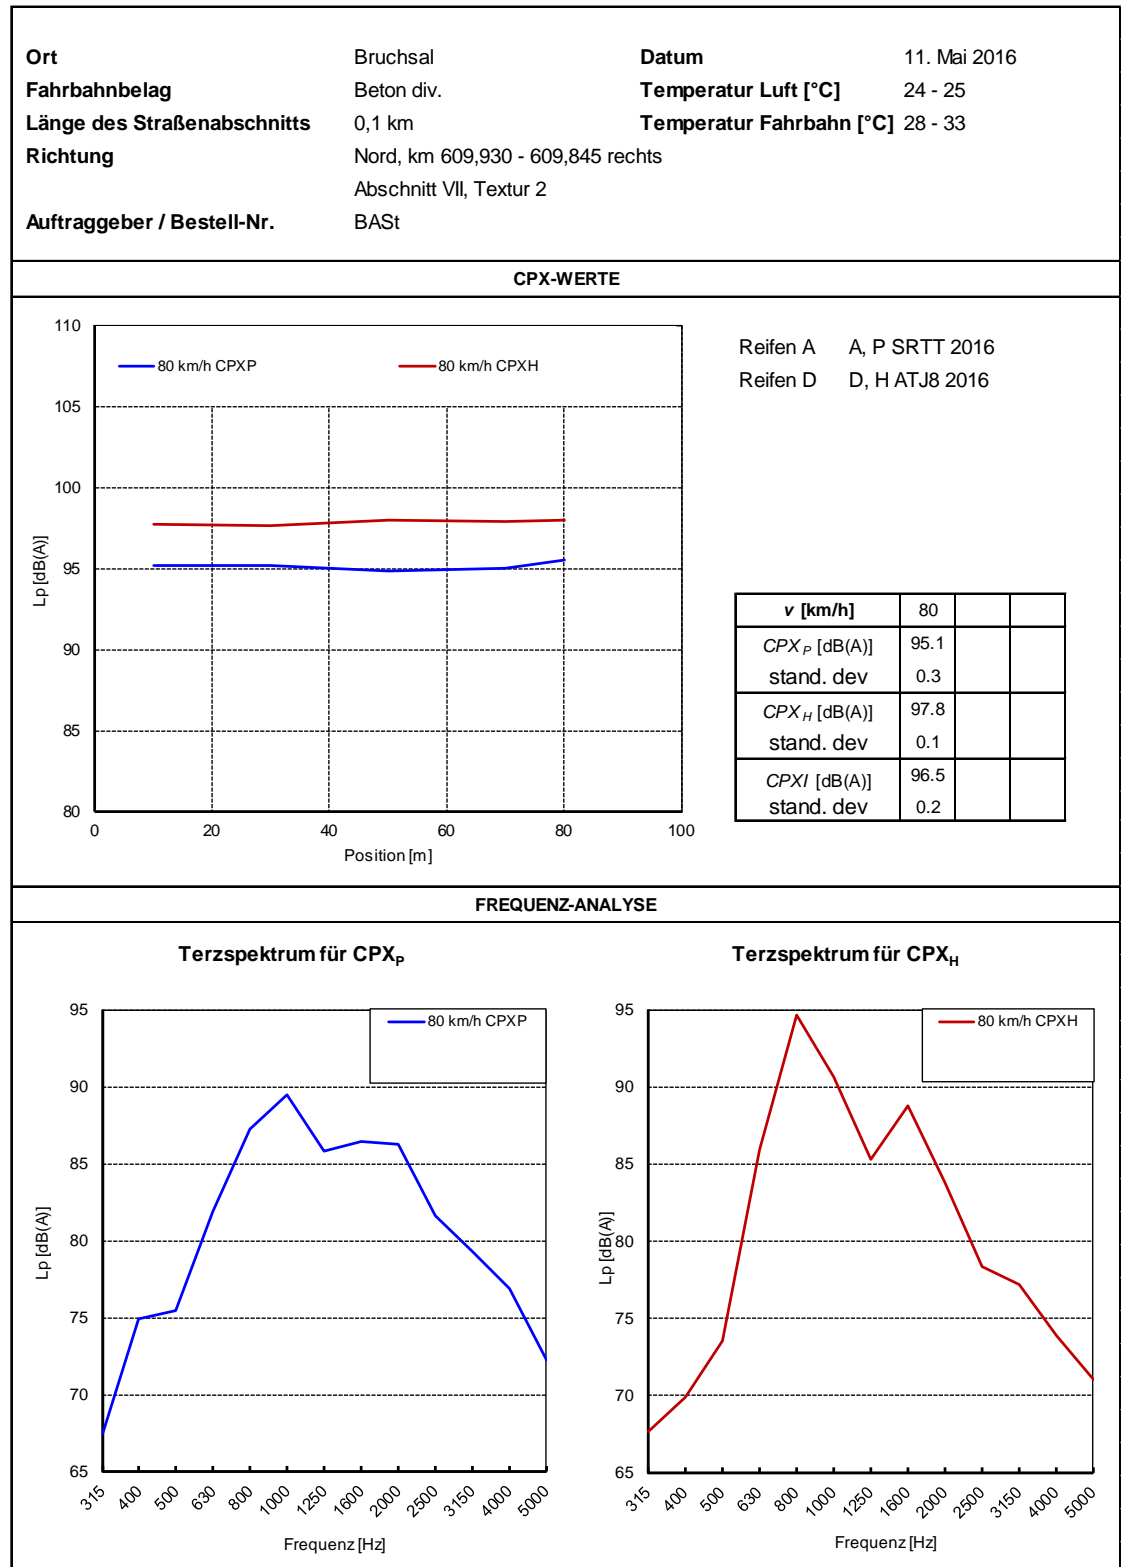 Ort Bruchsal Datum 11. Mai 2016
Fahrbahnbelag Beton div. Temperatur Luft [°C] 24 - 25
Länge des Straßenabschnitts 0,1 km Temperatur Fahrbahn [°C] 28 - 33
Richtung Nord, km 609,930 - 609,845 rechts
Abschnitt VII, Textur 2
Auftraggeber / Bestell-Nr. BASt
CPX-WERTE
110
105
100
95
90
85
80
Lp [dB(A)]
80 km/h CPXP 80 km/h CPXH
0 20 40 60 80 100
Position [m]
Reifen A A, P SRTT 2016
Reifen D D, H ATJ8 2016
v [km/h] 80
CPX P [dB(A)] 95.1
stand. dev 0.3
CPX H [dB(A)] 97.8
stand. dev 0.1
CPXI [dB(A)] 96.5
stand. dev 0.2
FREQUENZ-ANALYSE
Terzspektrum für CPXP
95
90
85
80
75
70
65
Lp [dB(A)]
80 km/h CPXP
315 400 500 630 800 1000 1250 1600 2000 2500 3150 4000 5000
Frequenz [Hz]
Terzspektrum für CPXH
95
90
85
80
75
70
65
Lp [dB(A)]
80 km/h CPXH
315 400 500 630 800 1000 1250 1600 2000 2500 3150 4000 5000
Frequenz [Hz]